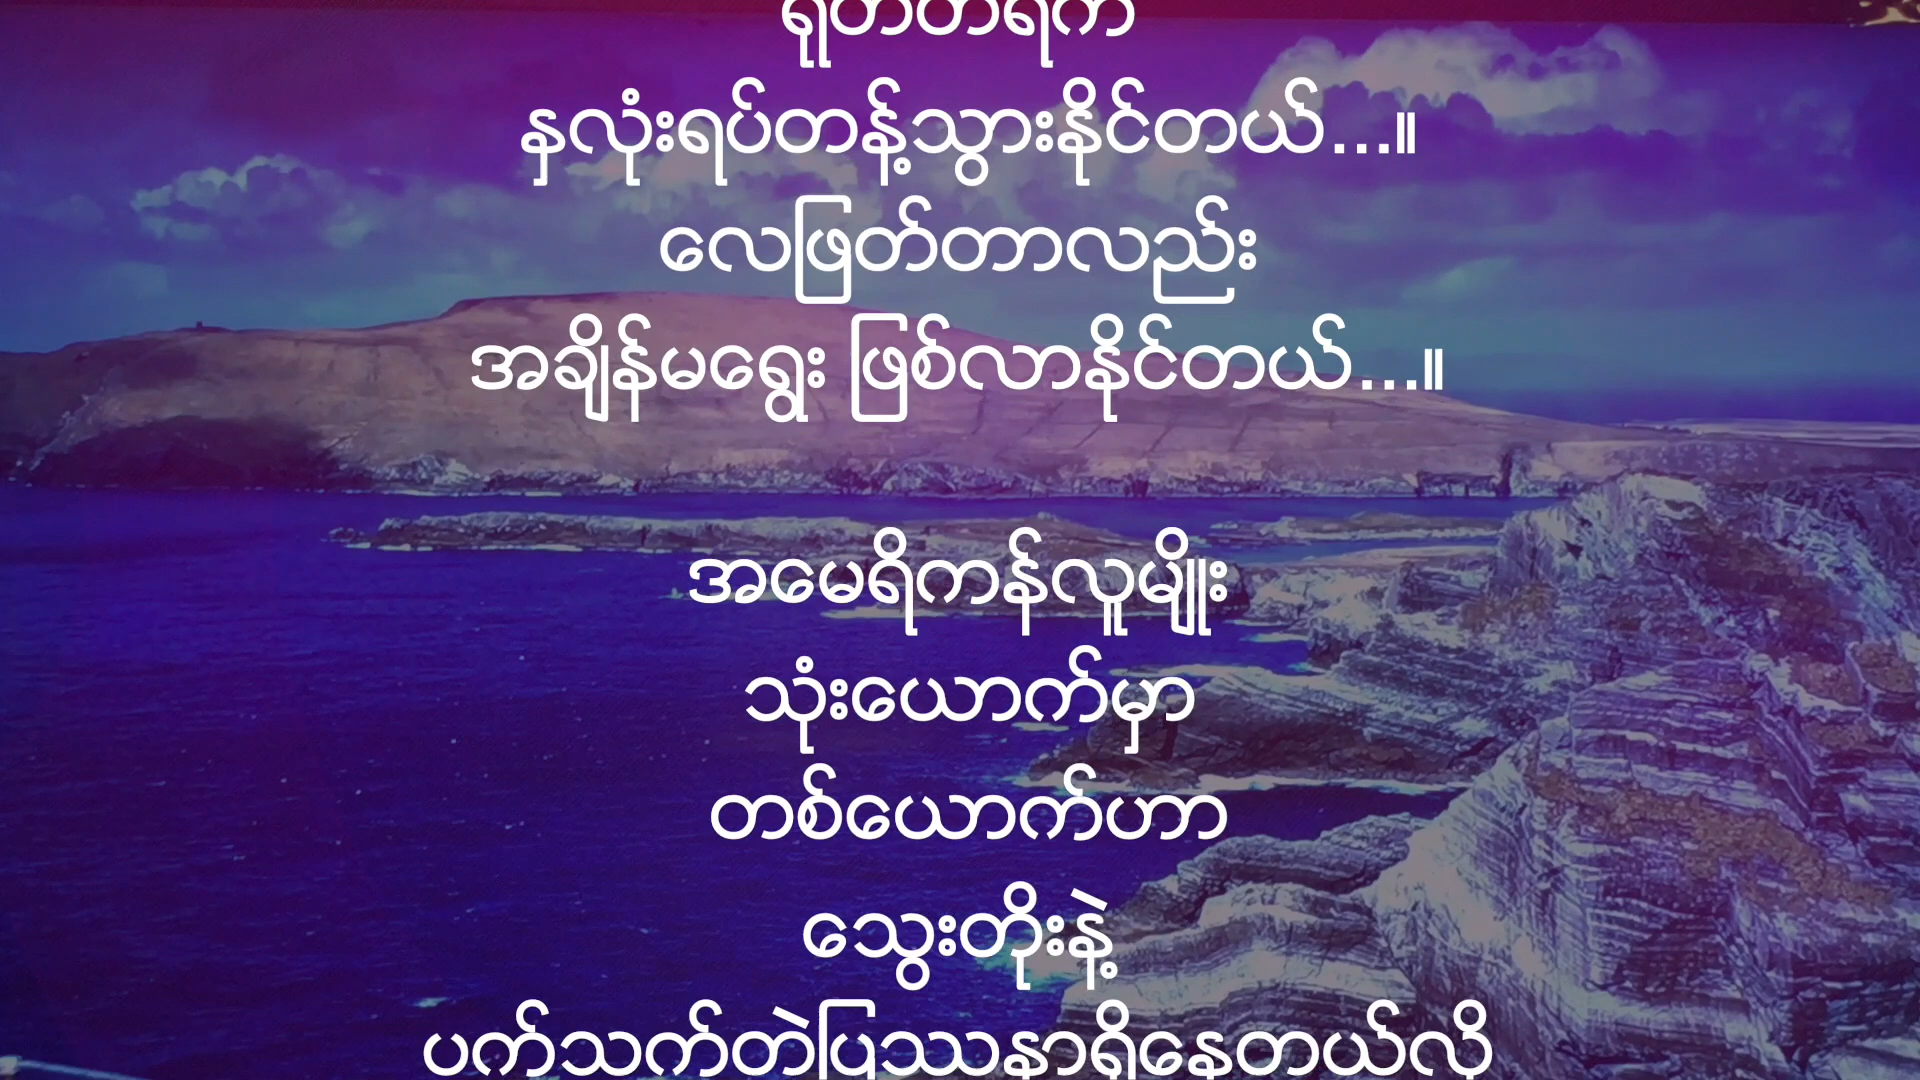 ရုတ်တရက်
နှလုံးရပ်တန့်သွားနိုင်တယ်...။
လေဖြတ်တာလည်း
အချိန်မရွေး ဖြစ်လာနိုင်တယ်...။
အမေရိကန်လူမျိုး
သုံးယောက်မှာ
တစ်ယောက်ဟာ
သွေးတိုးနဲ့
ပက်သက်တဲ့ပြဿနာရှိနေတယ်လို့